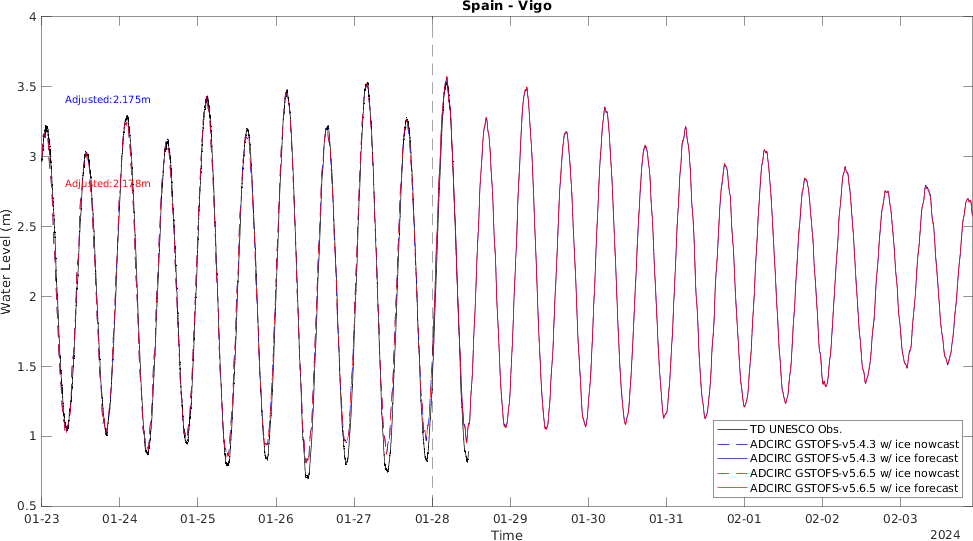 Spain - Vigo
4
3.5
3
2.5
2
1.5
1
0.5
Water Level (m)
Adjusted:2.175m
Adjusted:2.178m
TD UNESCO Obs.
ADCIRC GSTOFS-v5.4.3 w/ ice nowcast
ADCIRC GSTOFS-v5.4.3 w/ ice forecast
ADCIRC GSTOFS-v5.6.5 w/ ice nowcast
ADCIRC GSTOFS-v5.6.5 w/ ice forecast
01-23 01-24 01-25 01-26 01-27 01-28 01-29 01-30 01-31 02-01 02-02 02-03
Time
2024